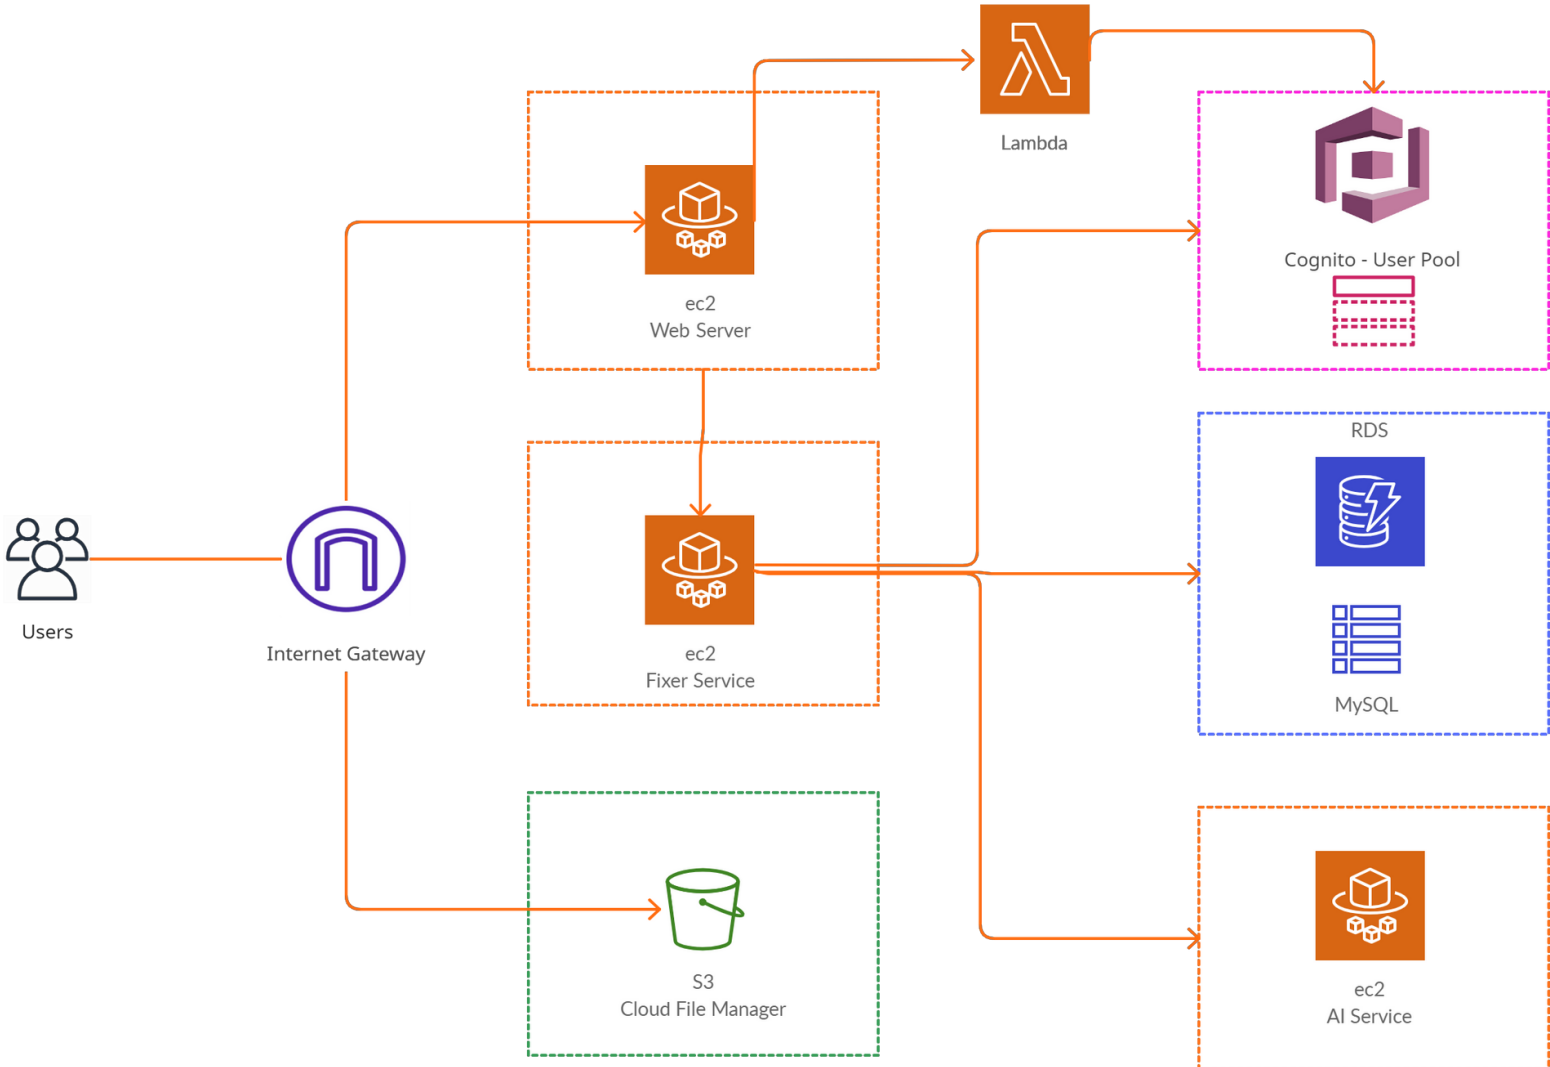 Lambda
Cognito - User Pool
ec2
Web Server
RDS
MySQL
Users
Internet Gateway
ec2
Fixer Service
S3
Cloud File Manager
ec2
AI Service